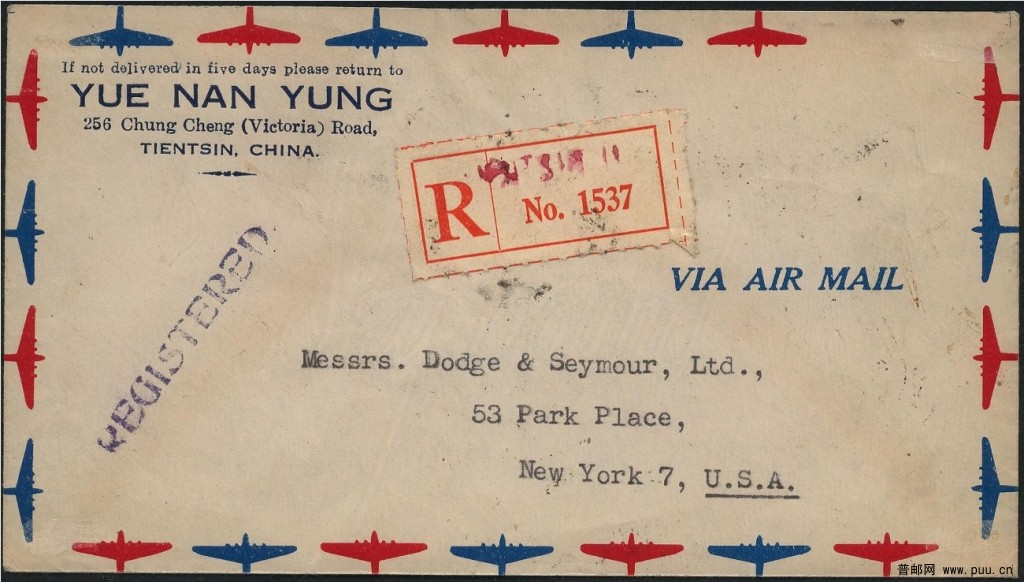 If not delivered in five days please return to
YUE NAN YUNG
256 Chung Cheng (Victoria) Road,
TIENTSIN, CHINA.
R
No. 1537
REGISTERED
VIA AIR MAIL
Messrs. Dodge & Seymour, Ltd.,
53 Park Place,
New York 7, U.S.A.
普邮网 www.puu.cn